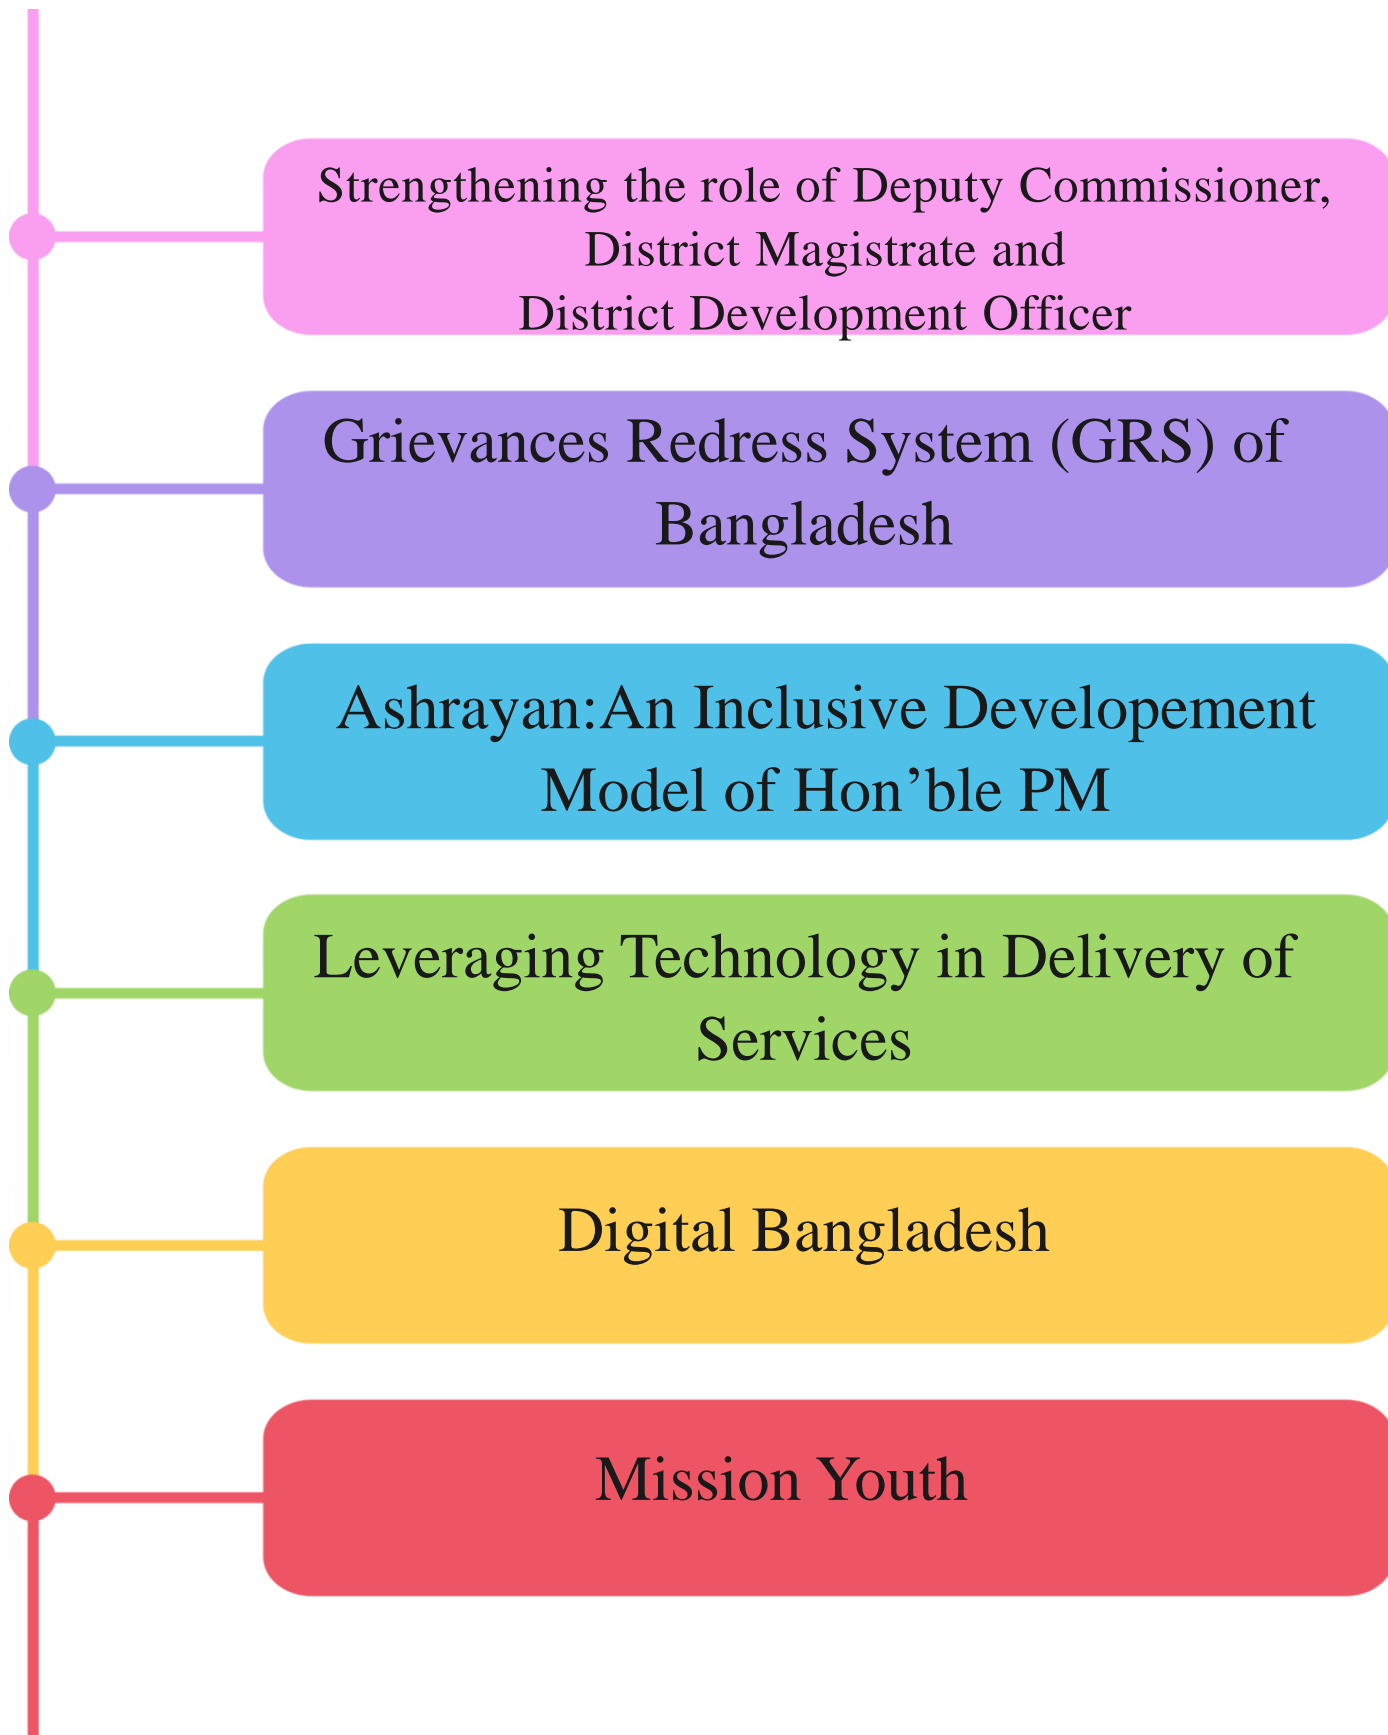 Strengthening the role of Deputy Commissioner,
District Magistrate and
District Development Officer
Grievances Redress System (GRS) of
Bangladesh
Ashrayan:An Inclusive Developement
Model of Hon’ble PM
Leveraging Technology in Delivery of
Services
Digital Bangladesh
Mission Youth